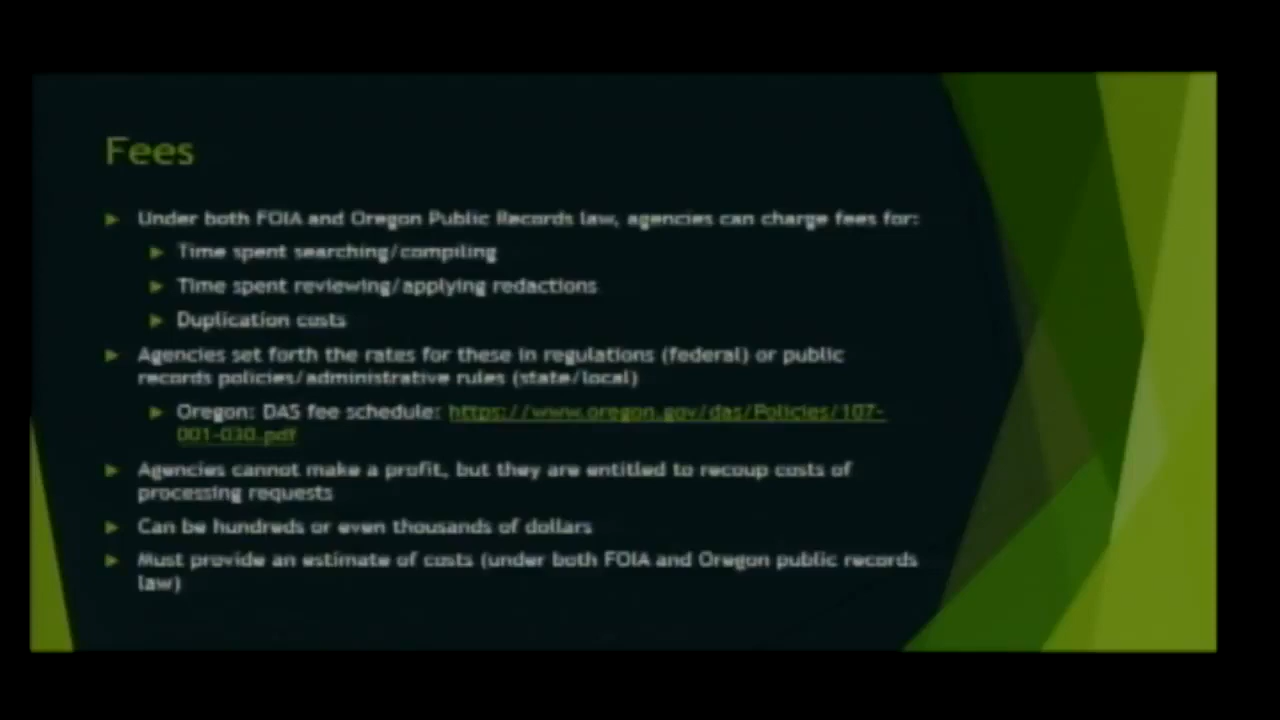 Fees
Under both FOIA and Oregon Public Records law, agencies can charge fees for:
Time spent searching/compiling
Time spent reviewing/applying redactions
Duplication costs
Agencies set forth the rates for these in regulations (federal) or public
records policies/administrative rules (state/local)
Oregon: DAS fee schedule: https://www.oregon.gov/das/Policies/107-
001-030.pdf
Agencies cannot make a profit, but they are entitled to recoup costs of
processing requests
Can be hundreds or even thousands of dollars
Must provide an estimate of costs (under both FOIA and Oregon public records
law)